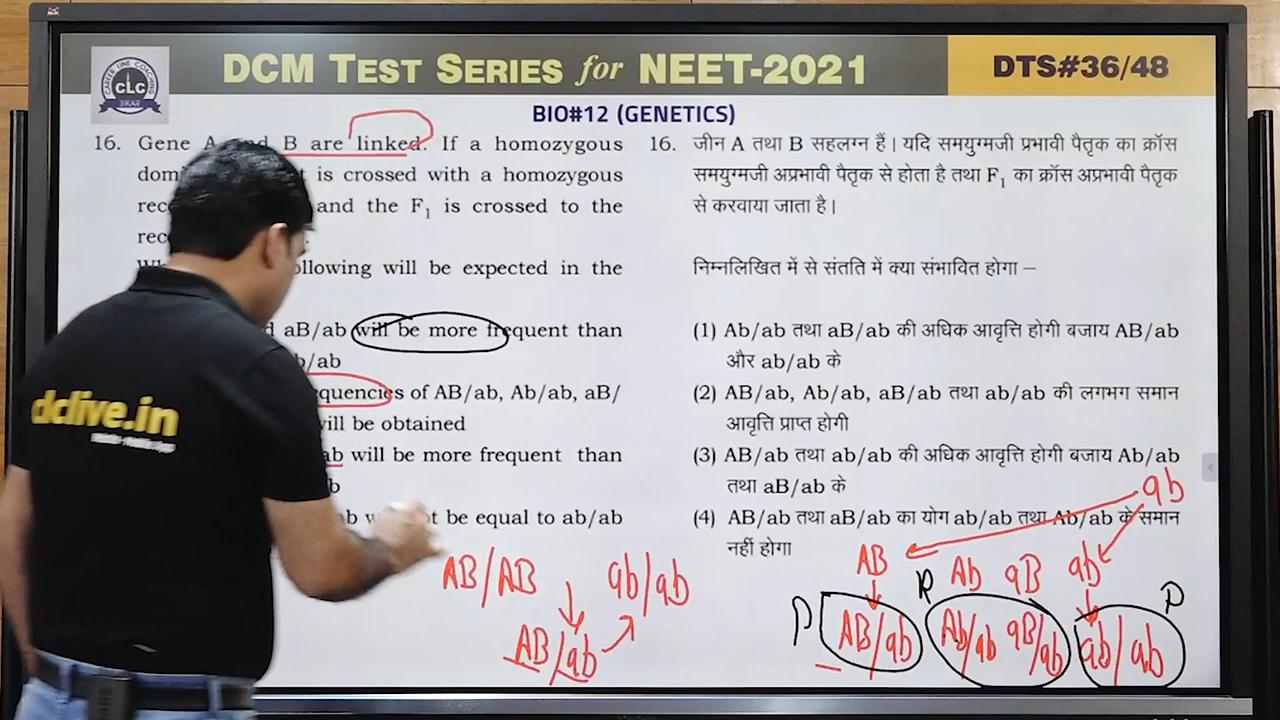 DCM TEST SERIES for NEET-2021
DTS#36/48
CAREER LINE COACHING
CLC
SIKAR
BIO#12 (GENETICS)
16. Gene A and B are linked. If a homozygous
is crossed with a homozygous
and the F₁ is crossed to the
following will be expected in the
aB/ab will be more frequent than
equencies of AB/ab, Ab/ab, aB/
will be obtained
will be more frequent than
be equal to ab/ab
16. जीन A तथा B सहलग्न हैं। यदि समयुग्मजी प्रभावी पैतृक का क्रॉस
समयुग्मजी अप्रभावी पैतृक से होता है तथा F₁ का क्रॉस अप्रभावी पैतृक
से करवाया जाता है।
निम्नलिखित में से संतति में क्या संभावित होगा –
(1) Ab/ab तथा aB/ab की अधिक आवृत्ति होगी बजाय AB/ab
और ab/ab के
(2) AB/ab, Ab/ab, aB/ab तथा ab/ab की लगभग समान
आवृत्ति प्राप्त होगी
(3) AB/ab तथा ab/ab की अधिक आवृत्ति होगी बजाय Ab/ab
तथा aB/ab के
(4) AB/ab तथा aB/ab का योग ab/ab तथा Ab/ab के समान
नहीं होगा
ab
AB Ab aB ab
P AB/ab R Ab/ab aB/ab ab/ab P
AB/AB ab/ab
AB/ab
dclive.in